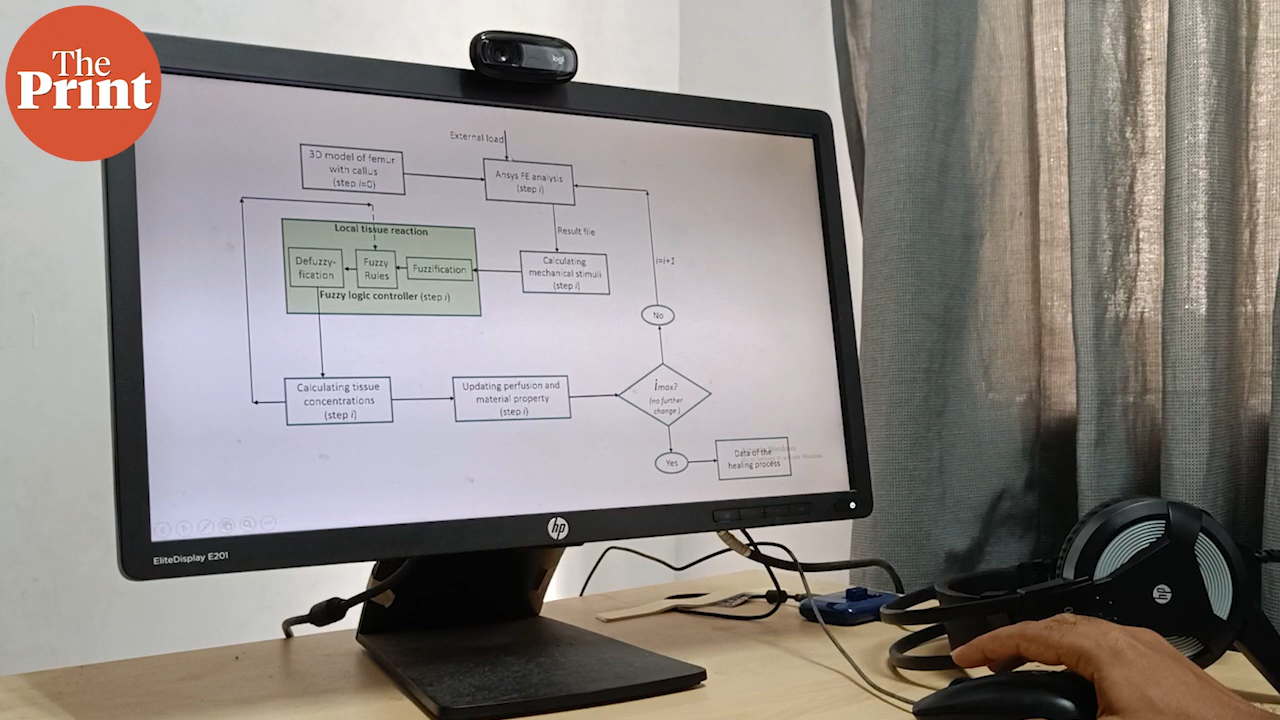 The
Print
logi
External load
3D model of femur
with callus
(step i=0)
Ansys FE analysis
(step i)
Result file
Local tissue reaction
Defuzzy-
fication
Fuzzy
Rules
Fuzzification
Fuzzy logic controller (step i)
Calculating
mechanical stimuli
(step i)
i=i+1
No
Calculating tissue
concentrations
(step i)
Updating perfusion and
material property
(step i)
imax?
(no further
change )
Yes
Data of the
healing process
hp
EliteDisplay E201
hp